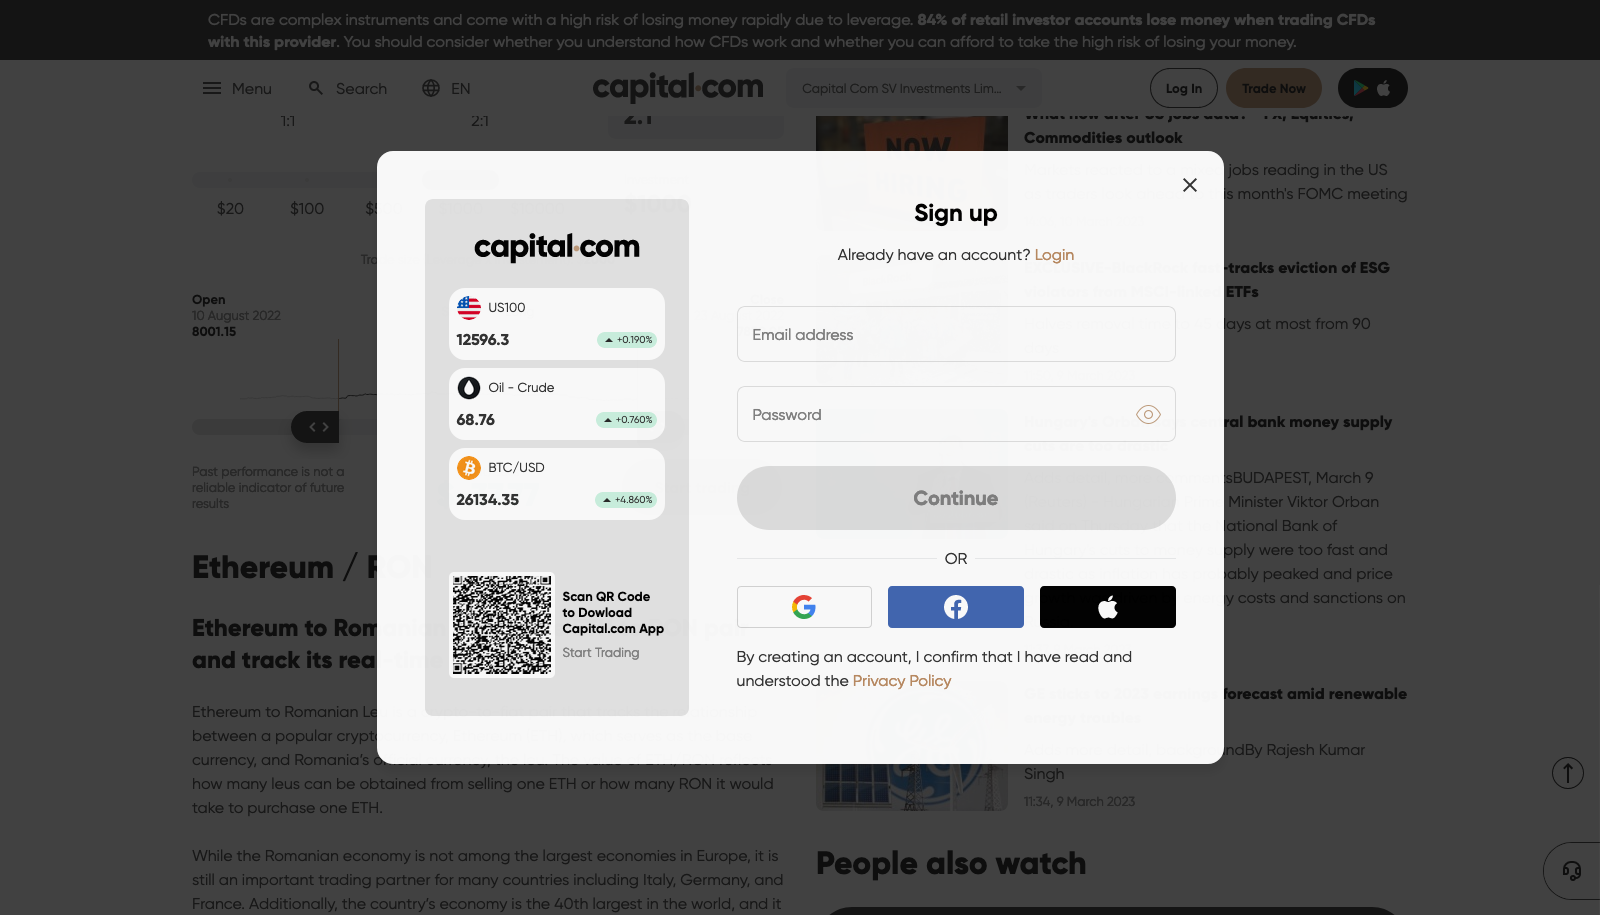 CFDs are complex instruments and come with a high risk of losing money rapidly due to leverage. 84% of retail investor accounts lose money when trading CFDs
with this provider. You should consider whether you understand how CFDs work and whether you can afford to take the high risk of losing your money.
Menu
Search
EN
capital.com
Capital Com SV Investments Lim...
Log In
Trade Now
1:1
2:1
2:1
Commodities outlook
jobs reading in the US
month's FOMC meeting
$20
$100
Open
10 August 2022
8001.15
Past performance is not a
reliable indicator of future
results
Ethereum / RON
Ethereum to Romanian
and track its real-time
Ethereum to Romanian
between a popular
currency, and Romania's
how many leus can be obtained from selling one ETH or how many RON it would
take to purchase one ETH.
While the Romanian economy is not among the largest economies in Europe, it is
still an important trading partner for many countries including Italy, Germany, and
France. Additionally, the country's economy is the 40th largest in the world, and it
capital.com
US100
12596.3
+0.190%
Oil - Crude
68.76
+0.760%
BTC/USD
26134.35
+4.860%
Scan QR Code
to Dowload
Capital.com App
Start Trading
Sign up
Already have an account? Login
Email address
Password
Continue
OR
By creating an account, I confirm that I have read and
understood the Privacy Policy
eviction of ESG
ETFs
at most from 90
bank money supply
BUDAPEST, March 9
Minister Viktor Orban
National Bank of
were too fast and
peaked and price
costs and sanctions on
forecast amid renewable
By Rajesh Kumar
Singh
11:34, 9 March 2023
People also watch